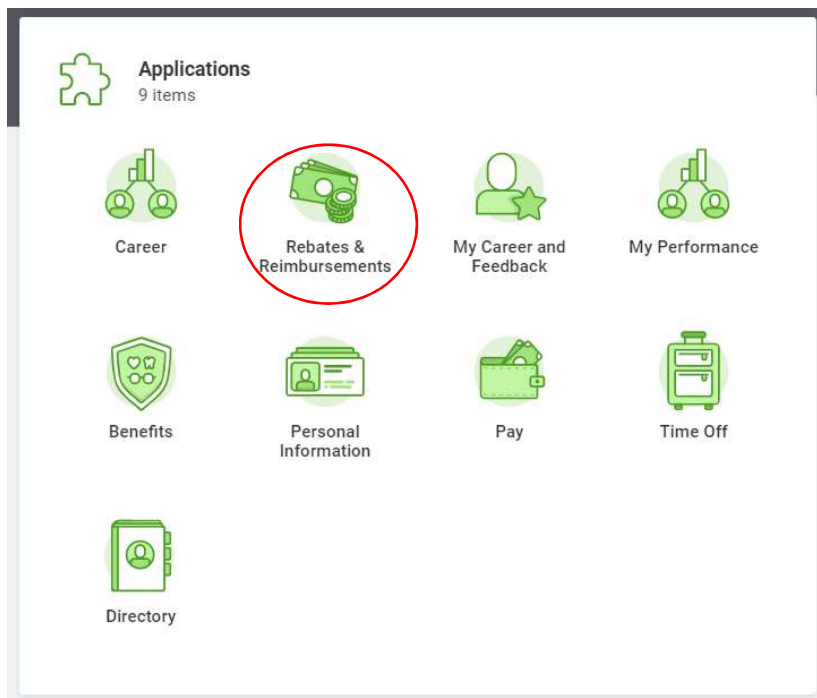 Applications
9 items
Career
Rebates &
Reimbursements
My Career and
Feedback
My Performance
Benefits
Personal
Information
Pay
Time Off
Directory